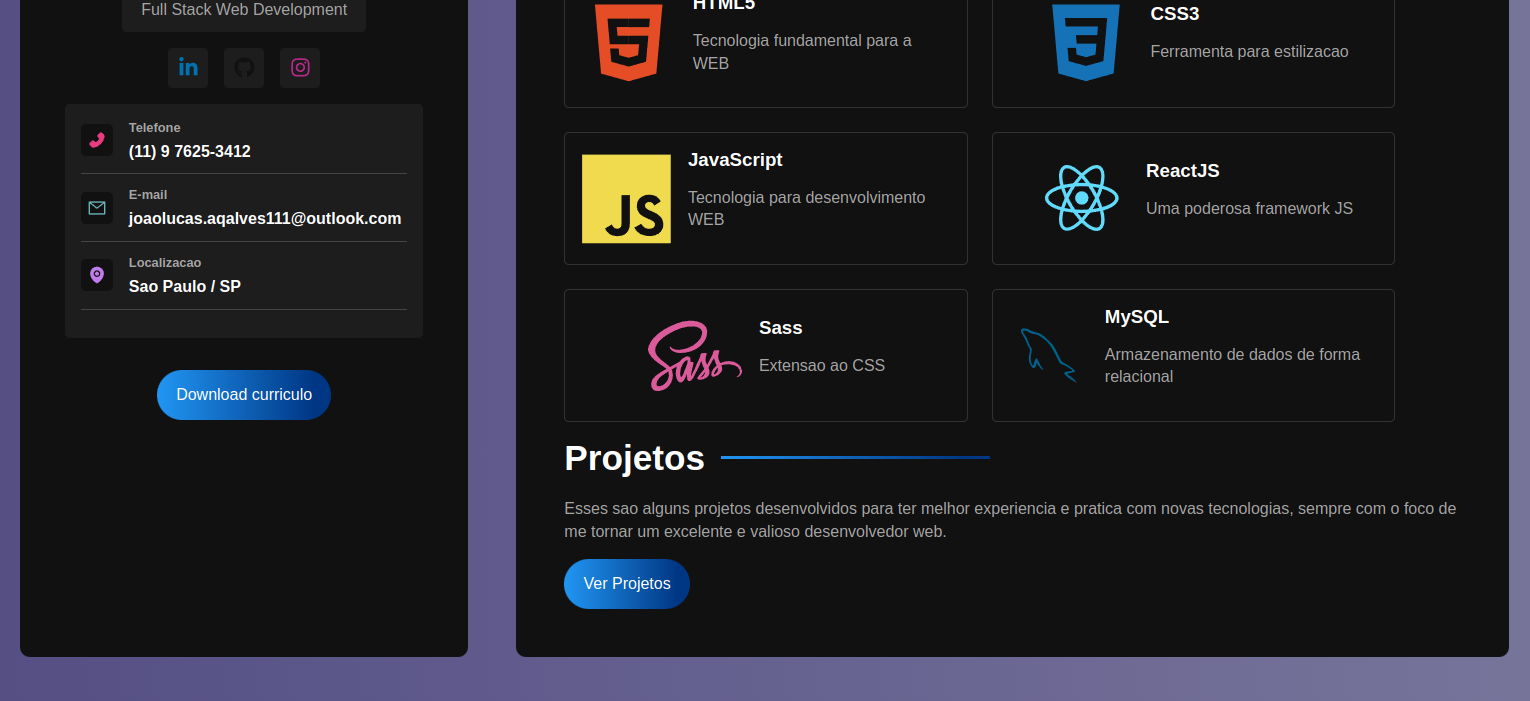 Full Stack Web Development
Telefone
(11) 9 7625-3412
E-mail
joaolucas.aqalves111@outlook.com
Localizacao
Sao Paulo / SP
Download curriculo
HTML5
Tecnologia fundamental para a
WEB
CSS3
Ferramenta para estilizacao
JS
JavaScript
Tecnologia para desenvolvimento
WEB
ReactJS
Uma poderosa framework JS
Sass
Sass
Extensao ao CSS
MySQL
Armazenamento de dados de forma
relacional
Projetos
Esses sao alguns projetos desenvolvidos para ter melhor experiencia e pratica com novas tecnologias, sempre com o foco de
me tornar um excelente e valioso desenvolvedor web.
Ver Projetos